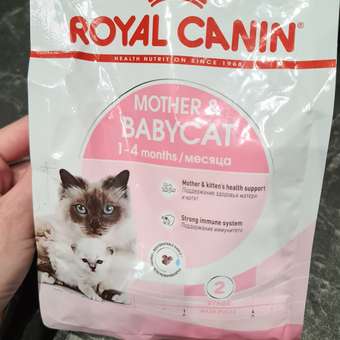 ROYAL CANIN
HEALTH NUTRITION SINCE 1968
MOTHER &
BABYCAT
1-4 months/месяца
Mother & kitten's health support
Поддержание здоровья матери
и котят
Strong immune system
Поддержание иммунитета
2